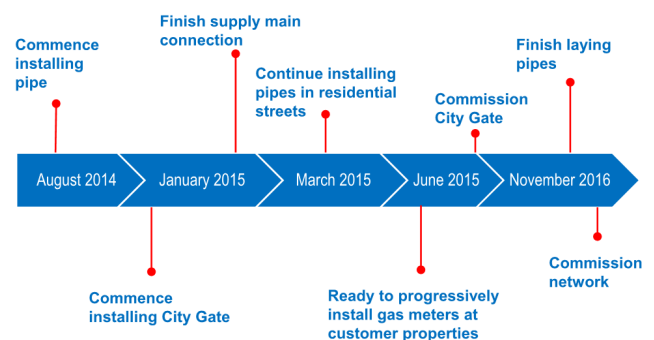 Finish supply main
connection
Commence
installing
pipe
Finish laying
pipes
Continue installing
pipes in residential
streets
Commission
City Gate
August 2014
January 2015
March 2015
June 2015
November 2016
Commission
network
Commence
installing City Gate
Ready to progressively
install gas meters at
customer properties